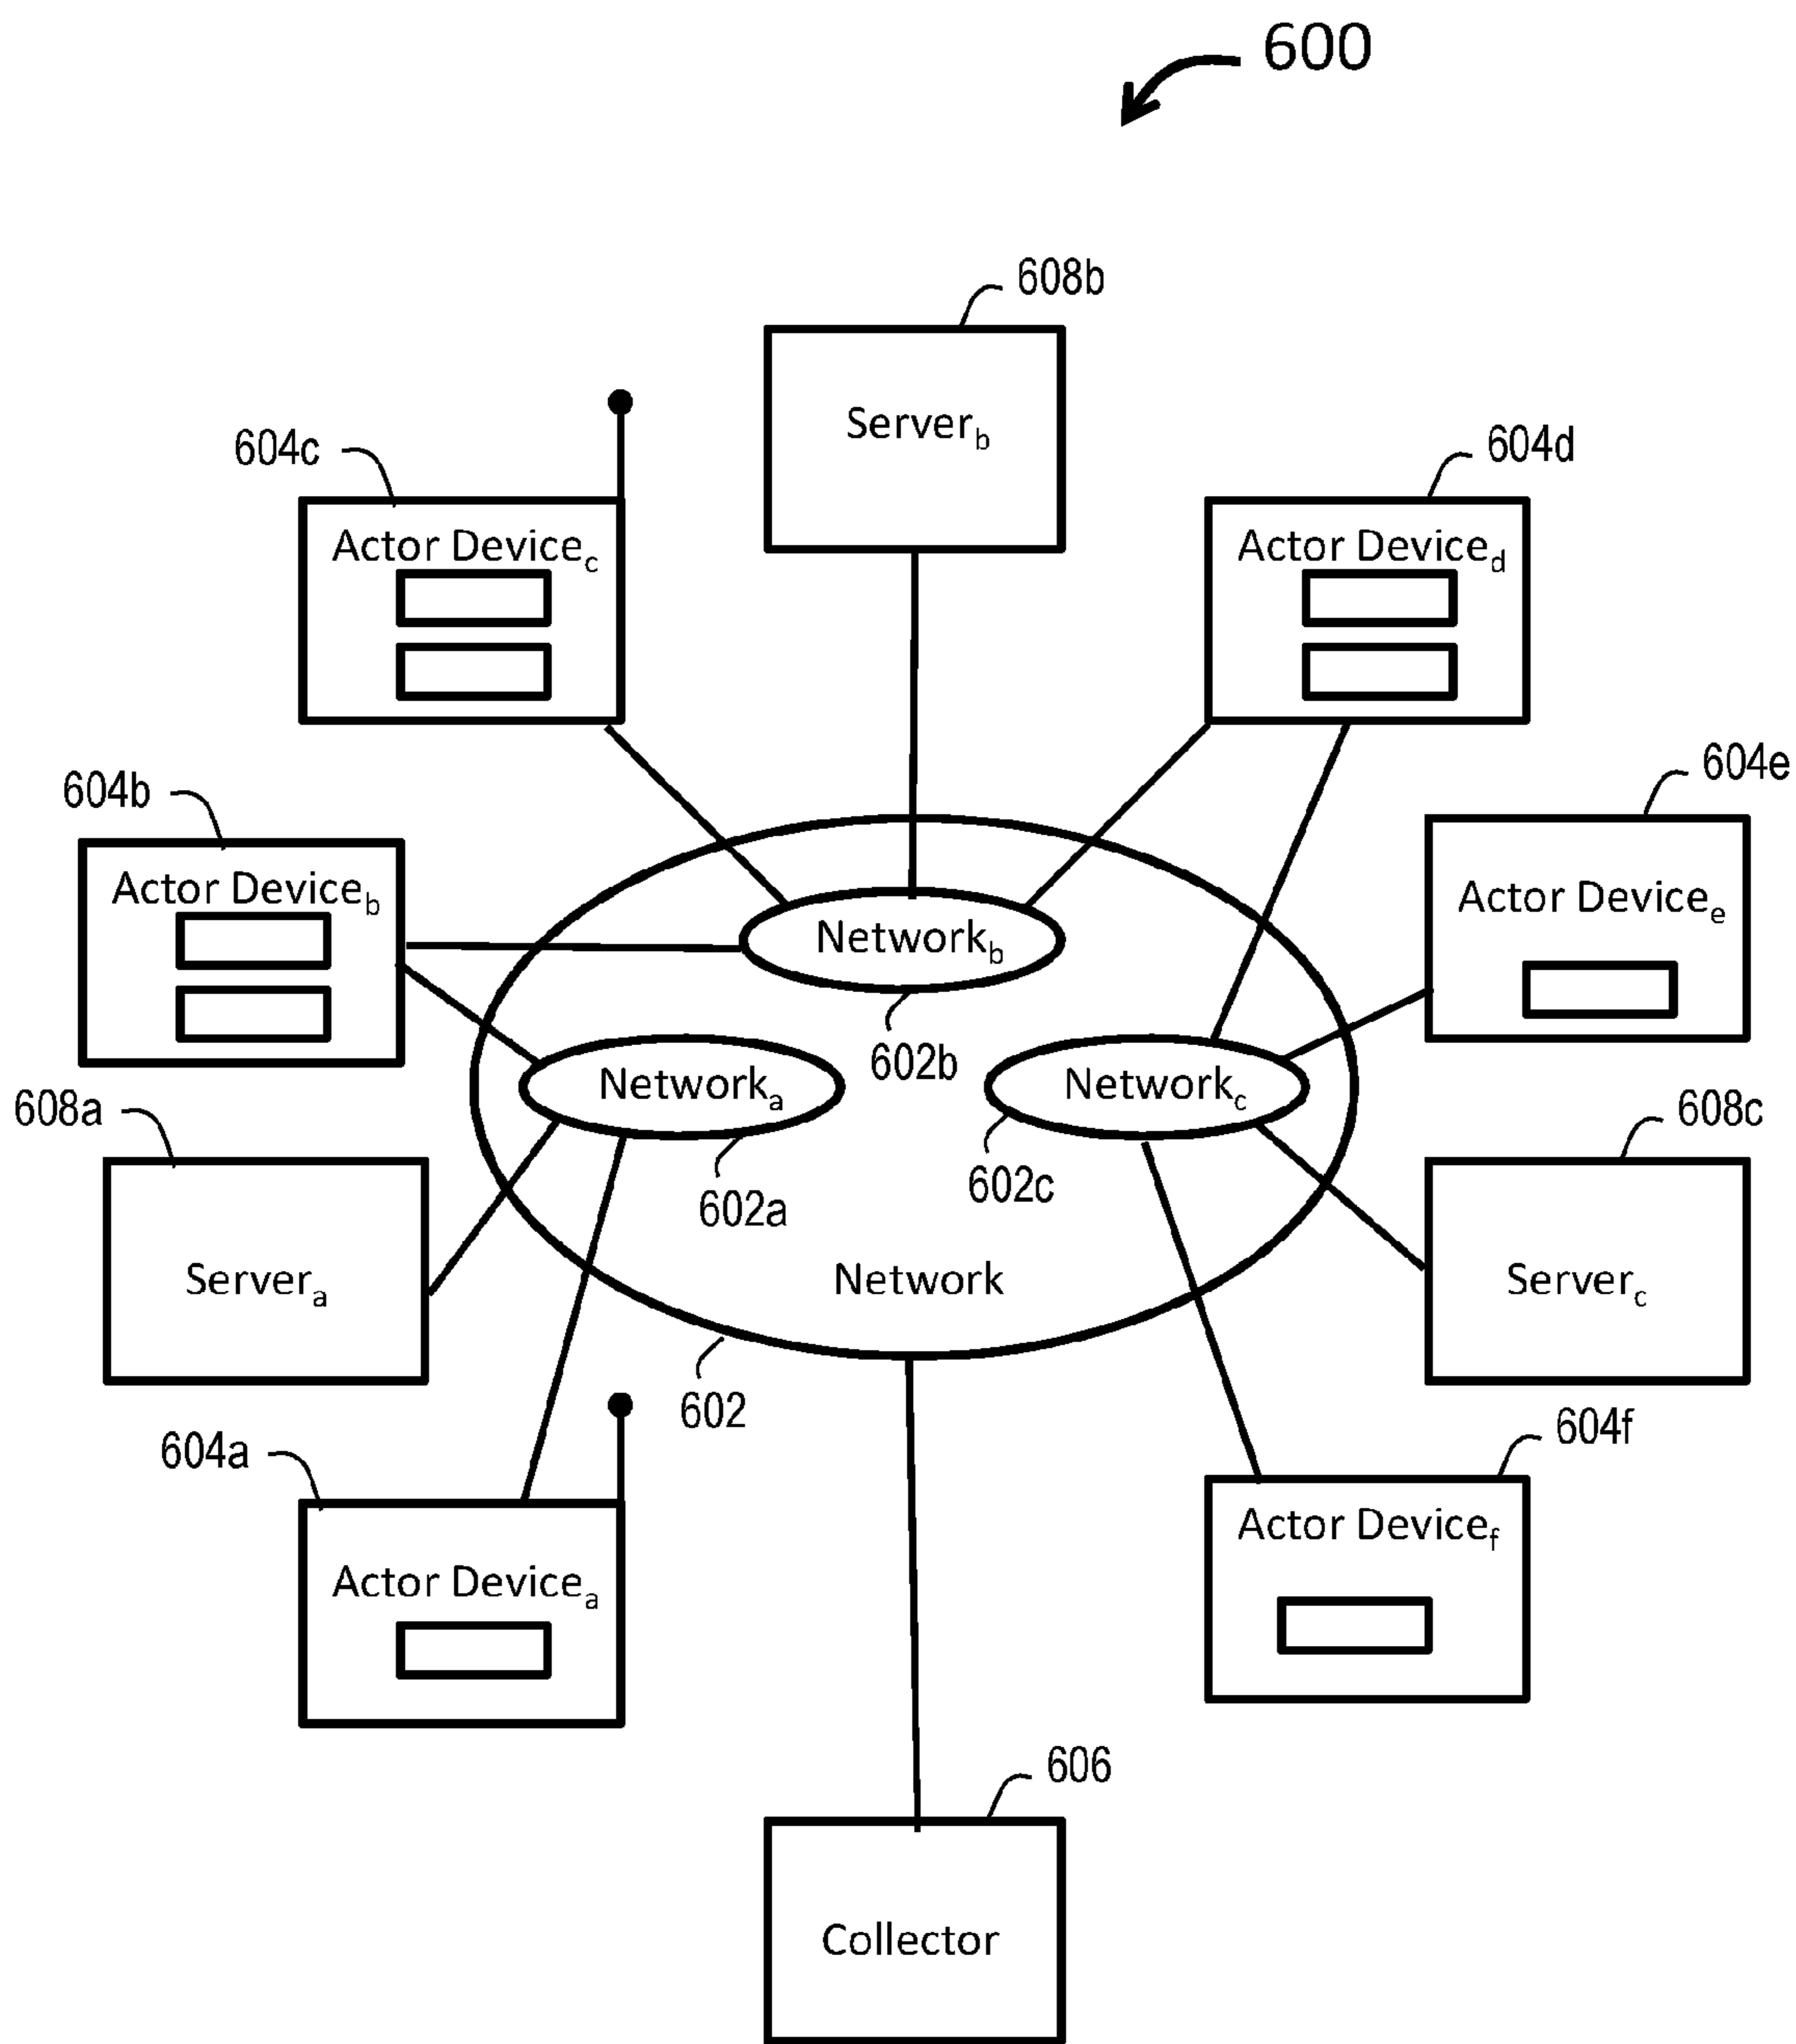 600
608b
Server_b
604c
Actor Device_c
604d
Actor Device_d
604b
Actor Device_b
604e
Actor Device_e
Network_b
602b
Network_a
602a
Network_c
602c
608a
Server_a
608c
Server_c
Network
602
604a
Actor Device_a
604f
Actor Device_f
606
Collector